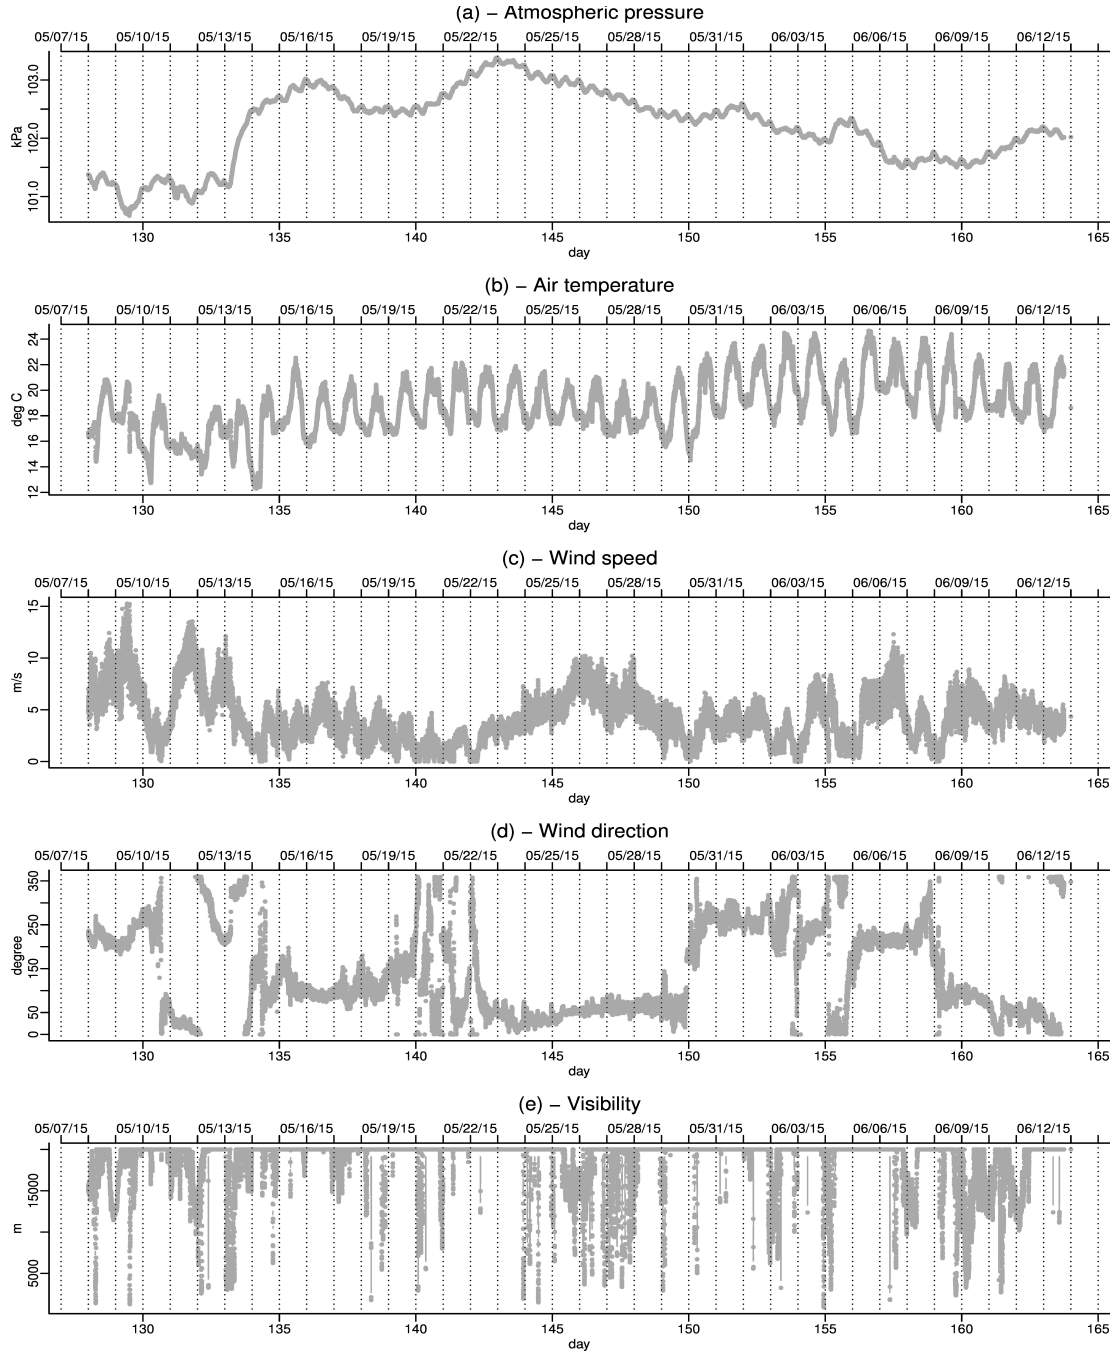 (a) − Atmospheric pressure
05/07/15 05/10/15 05/13/15 05/16/15 05/19/15 05/22/15 05/25/15 05/28/15 05/31/15 06/03/15 06/06/15 06/09/15 06/12/15
103.0
102.0
101.0
kPa
130 135 140 145 150 155 160 165
day
(b) − Air temperature
05/07/15 05/10/15 05/13/15 05/16/15 05/19/15 05/22/15 05/25/15 05/28/15 05/31/15 06/03/15 06/06/15 06/09/15 06/12/15
24
22
20
18
16
14
12
deg C
130 135 140 145 150 155 160 165
day
(c) − Wind speed
05/07/15 05/10/15 05/13/15 05/16/15 05/19/15 05/22/15 05/25/15 05/28/15 05/31/15 06/03/15 06/06/15 06/09/15 06/12/15
15
10
5
0
m/s
130 135 140 145 150 155 160 165
day
(d) − Wind direction
05/07/15 05/10/15 05/13/15 05/16/15 05/19/15 05/22/15 05/25/15 05/28/15 05/31/15 06/03/15 06/06/15 06/09/15 06/12/15
350
250
150
50
0
degree
130 135 140 145 150 155 160 165
day
(e) − Visibility
05/07/15 05/10/15 05/13/15 05/16/15 05/19/15 05/22/15 05/25/15 05/28/15 05/31/15 06/03/15 06/06/15 06/09/15 06/12/15
15000
5000
m
130 135 140 145 150 155 160 165
day